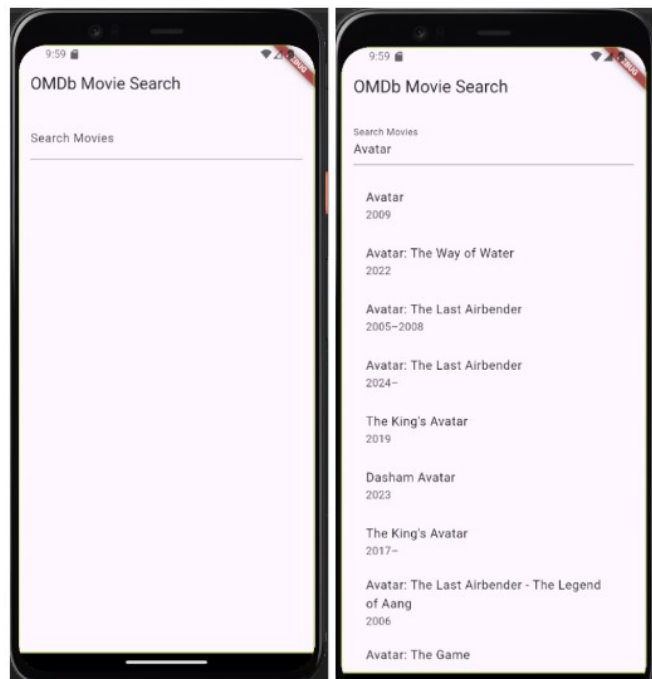 9:59
DEBUG
OMDb Movie Search
Search Movies
9:59
DEBUG
OMDb Movie Search
Search Movies
Avatar
Avatar
2009
Avatar: The Way of Water
2022
Avatar: The Last Airbender
2005–2008
Avatar: The Last Airbender
2024–
The King's Avatar
2019
Dasham Avatar
2023
The King's Avatar
2017–
Avatar: The Last Airbender - The Legend
of Aang
2006
Avatar: The Game